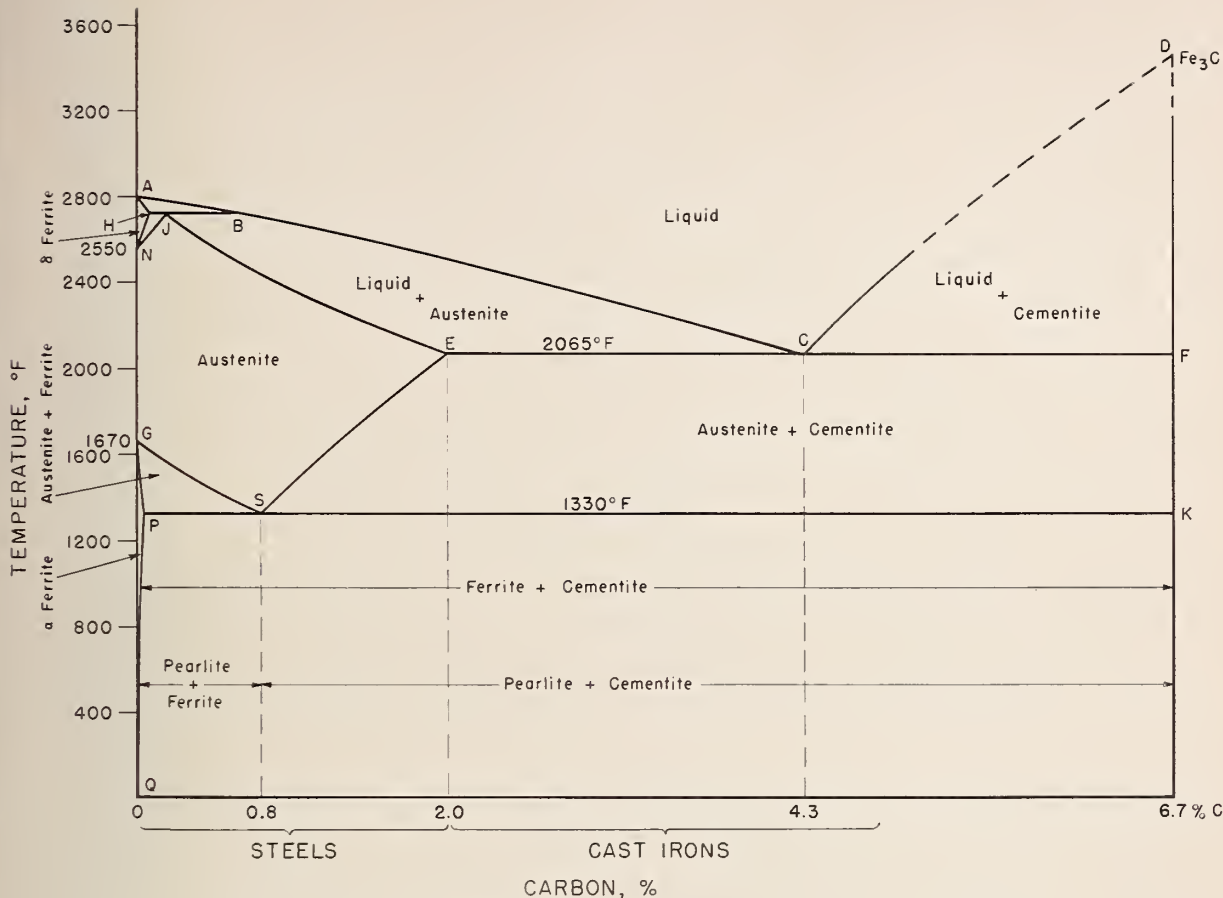 3600
3200
2800
2550
2400
2000
1670
1600
1200
800
400
TEMPERATURE, °F
δ Ferrite
Austenite + Ferrite
α Ferrite
A
H
J
B
N
D
Fe₃C
Liquid
Liquid
+
Austenite
Liquid
+
Cementite
Austenite
E
2065°F
C
F
Austenite + Cementite
G
S
1330°F
P
K
Ferrite + Cementite
Pearlite
+
Ferrite
Pearlite + Cementite
Q
0
0.8
2.0
4.3
6.7 % C
STEELS
CAST IRONS
CARBON, %